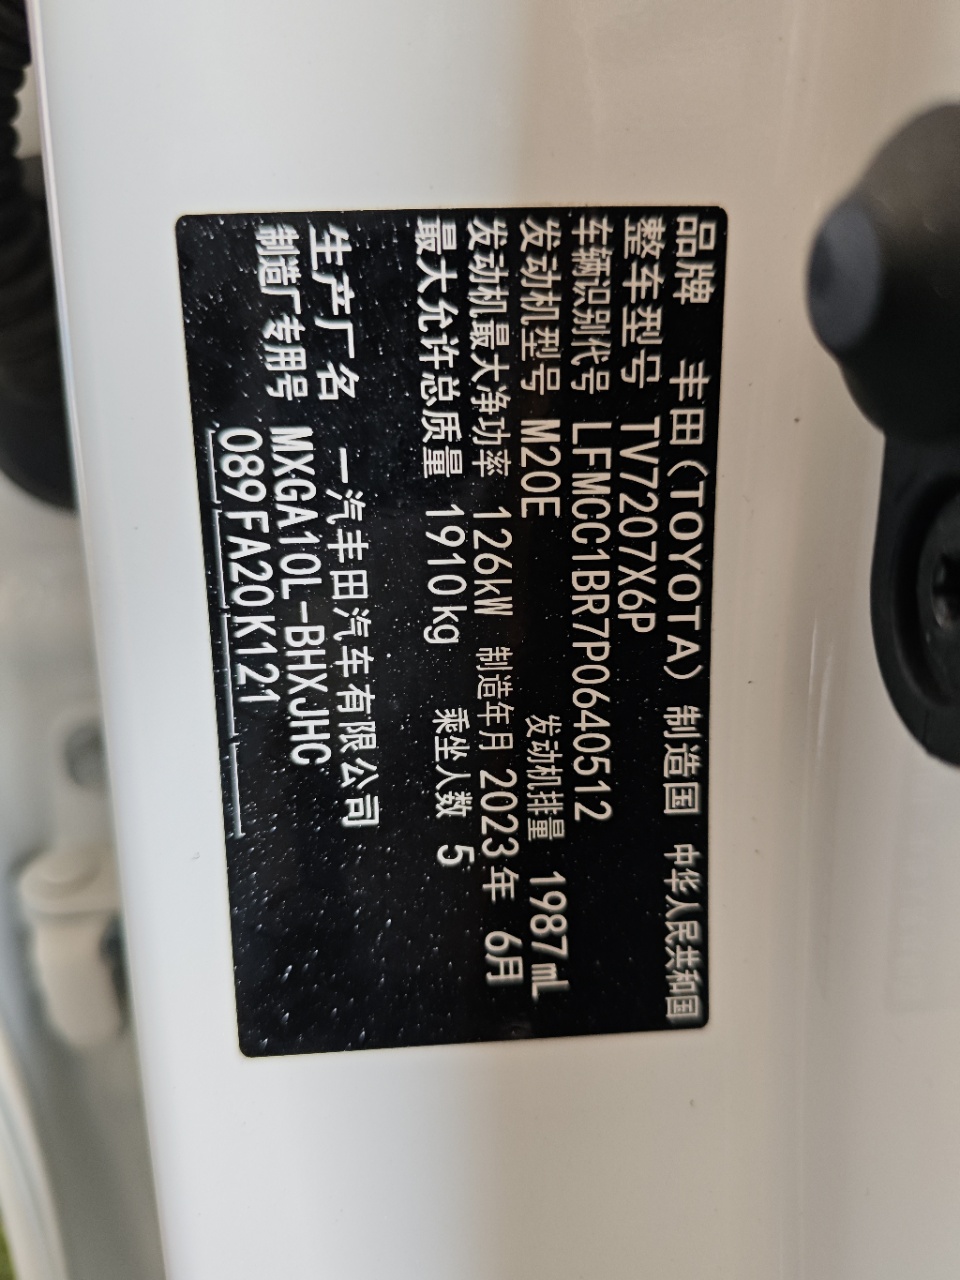 品牌 丰田(TOYOTA) 制造国 中华人民共和国
整车型号 TV7207X6P
车辆识别代号 LFMCC1BR7P0640512
发动机型号 M20E 发动机排量 1987mL
发动机最大净功率 126kW 制造年月 2023年 6月
最大允许总质量 1910kg 乘坐人数 5
生产厂名 一汽丰田汽车有限公司
制造厂专用号 MXGA10L-BHXJHC
089FA20K121